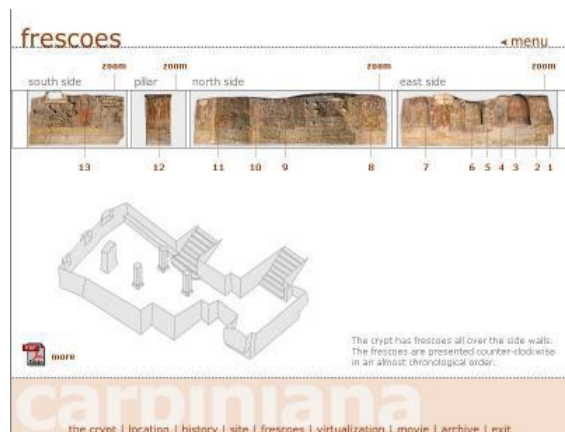 frescoes
menu
zoom zoom zoom zoom
south side pillar north side east side
13 12 11 10 9 8 7 6 5 4 3 2 1
more
The crypt has frescoes all over the side walls.
The frescoes are presented counter-clockwise
in an almost chronological order.
carpiniana
the crypt | location | history | site | frescoes | virtualization | movie | archive | exit